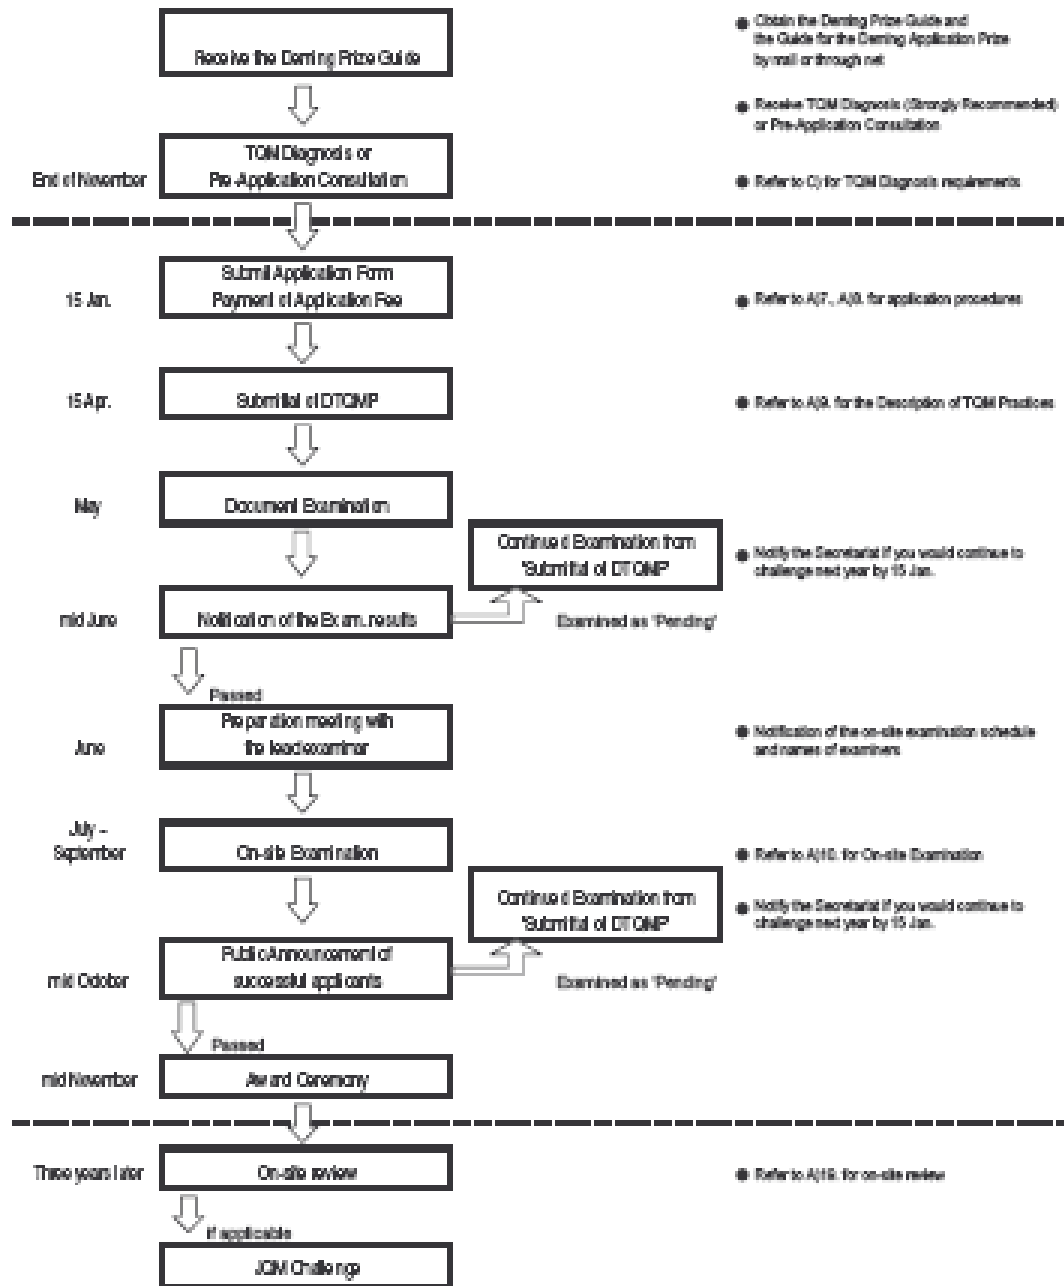 Receive the Deming Prize Guide
● Obtain the Deming Prize Guide and
the Guide for the Deming Application Prize
by mail or through net
● Receive TQM Diagnosis (Strongly Recommended)
or Pre-Application Consultation
End of November
TQM Diagnosis or
Pre-Application Consultation
● Refer to C) for TQM Diagnosis requirements
15 Jan.
Submit Application Form
Payment of Application Fee
● Refer to A)7., A)8. for application procedures
15 Apr.
Submittal of DTQMP
● Refer to A)9. for the Description of TQM Practices
May
Document Examination
Continued Examination from
"Submittal of DTQMP"
● Notify the Secretariat if you would continue to
challenge next year by 15 Jan.
mid June
Notification of the Exam. results
Examined as "Pending"
Passed
June
Preparation meeting with
the lead examiner
● Notification of the on-site examination schedule
and names of examiners
July –
September
On-site Examination
● Refer to A)10. for On-site Examination
Continued Examination from
"Submittal of DTQMP"
● Notify the Secretariat if you would continue to
challenge next year by 15 Jan.
mid October
Public Announcement of
successful applicants
Examined as "Pending"
Passed
mid November
Award Ceremony
Three years later
On-site review
● Refer to for on-site review
If applicable
JQM Challenge